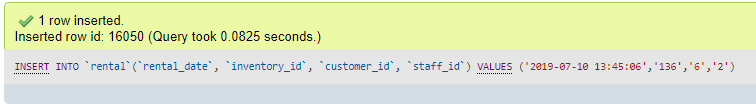 1 row inserted.
Inserted row id: 16050 (Query took 0.0825 seconds.)
INSERT INTO `rental`(`rental_date`, `inventory_id`, `customer_id`, `staff_id`) VALUES ('2019-07-10 13:45:06','136','6','2')